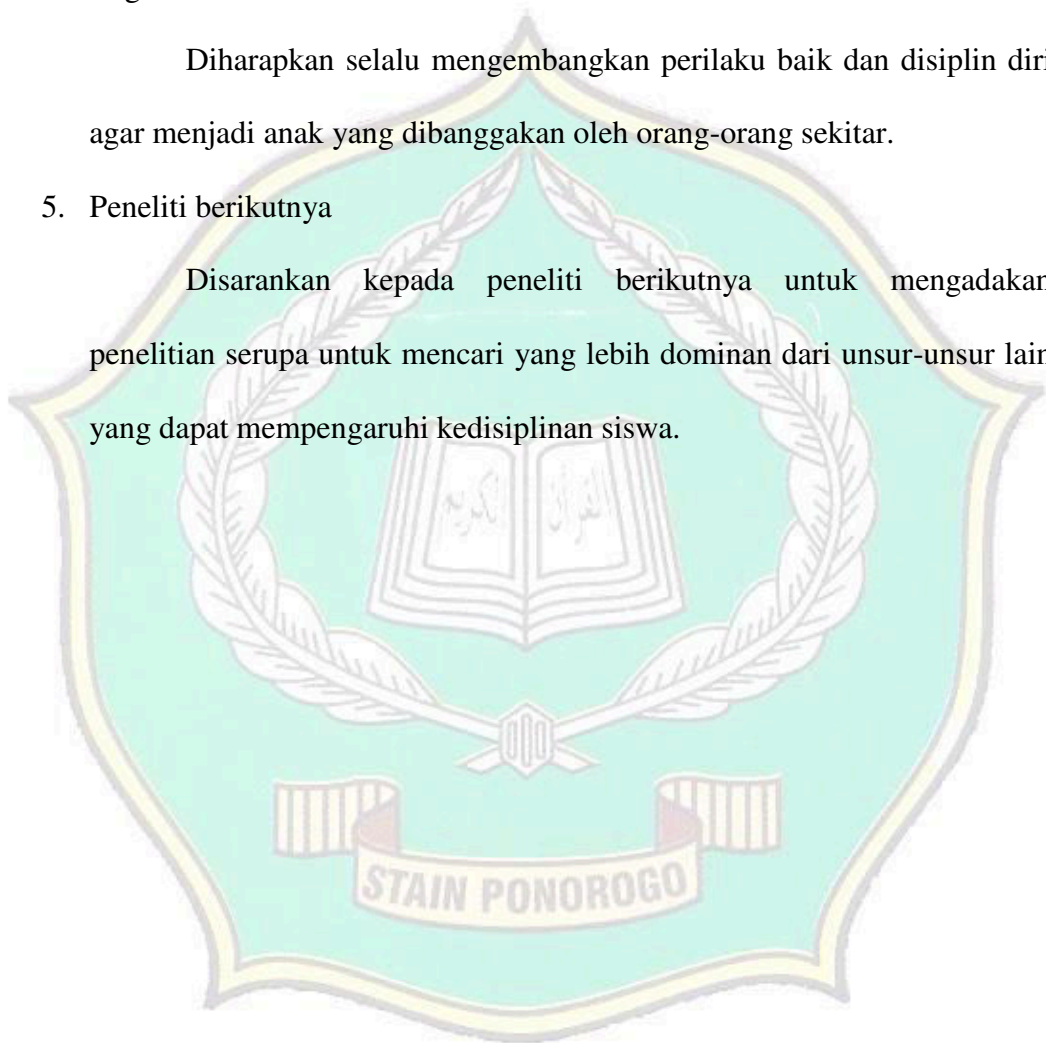 Diharapkan selalu mengembangkan perilaku baik dan disiplin diri
agar menjadi anak yang dibanggakan oleh orang-orang sekitar.
5. Peneliti berikutnya
Disarankan kepada peneliti berikutnya untuk mengadakan
penelitian serupa untuk mencari yang lebih dominan dari unsur-unsur lain
yang dapat mempengaruhi kedisiplinan siswa.
القرآن الكريم
STAIN PONOROGO